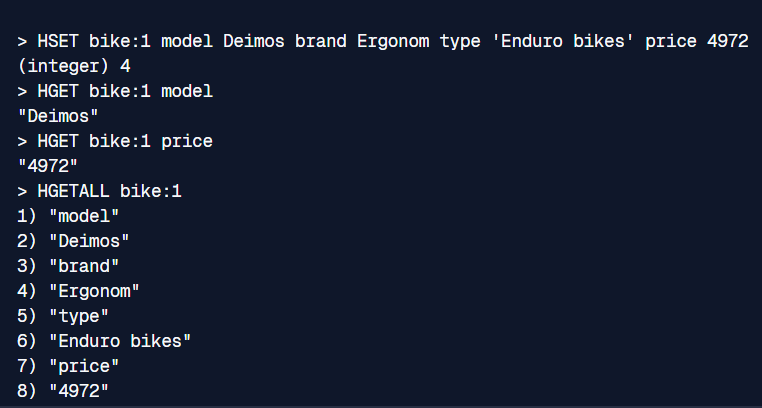 > HSET bike:1 model Deimos brand Ergonom type 'Enduro bikes' price 4972
(integer) 4
> HGET bike:1 model
"Deimos"
> HGET bike:1 price
"4972"
> HGETALL bike:1
1) "model"
2) "Deimos"
3) "brand"
4) "Ergonom"
5) "type"
6) "Enduro bikes"
7) "price"
8) "4972"